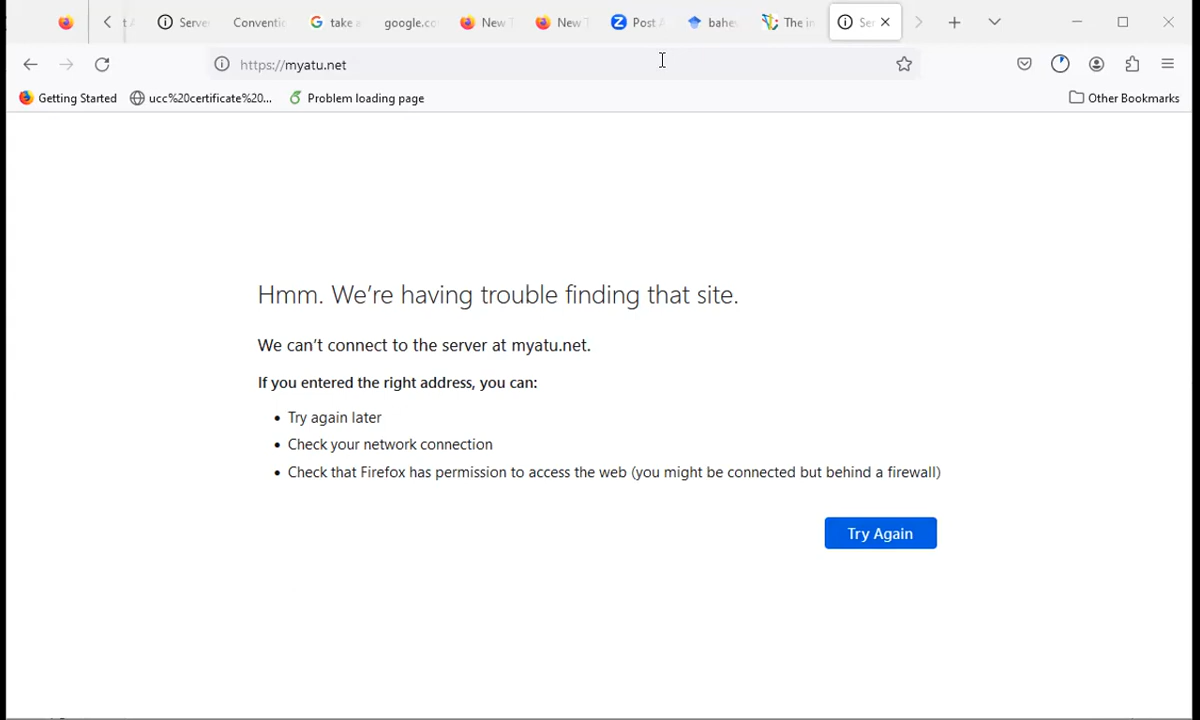 Serve
Conventio
take a
google.co
New T
New T
Post A
bahe
The in
Ser
https://myatu.net
Getting Started
ucc%20certificate%20...
Problem loading page
Other Bookmarks
Hmm. We’re having trouble finding that site.
We can’t connect to the server at myatu.net.
If you entered the right address, you can:
• Try again later
• Check your network connection
• Check that Firefox has permission to access the web (you might be connected but behind a firewall)
Try Again